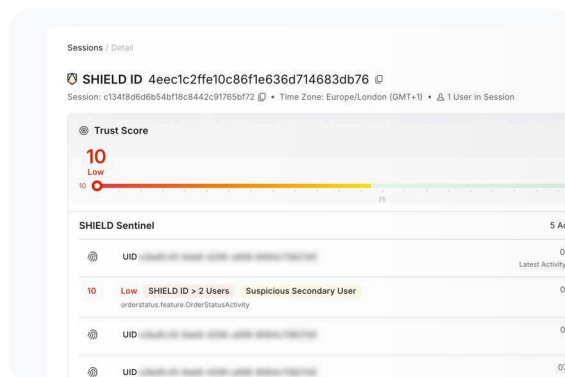 Sessions / Detail
SHIELD ID 4eec1c2ffe10c86f1e636d714683db76
Session: c134f8d6d6b54bf18c8442c91765bf72 • Time Zone: Europe/London (GMT+1) • 1 User in Session
Trust Score
10
Low
10
75
SHIELD Sentinel 5 Ac
UID 0
Latest Activity
10 Low SHIELD ID > 2 Users Suspicious Secondary User 0
orderstatus.feature.OrderStatusActivity
UID 0
UID 07